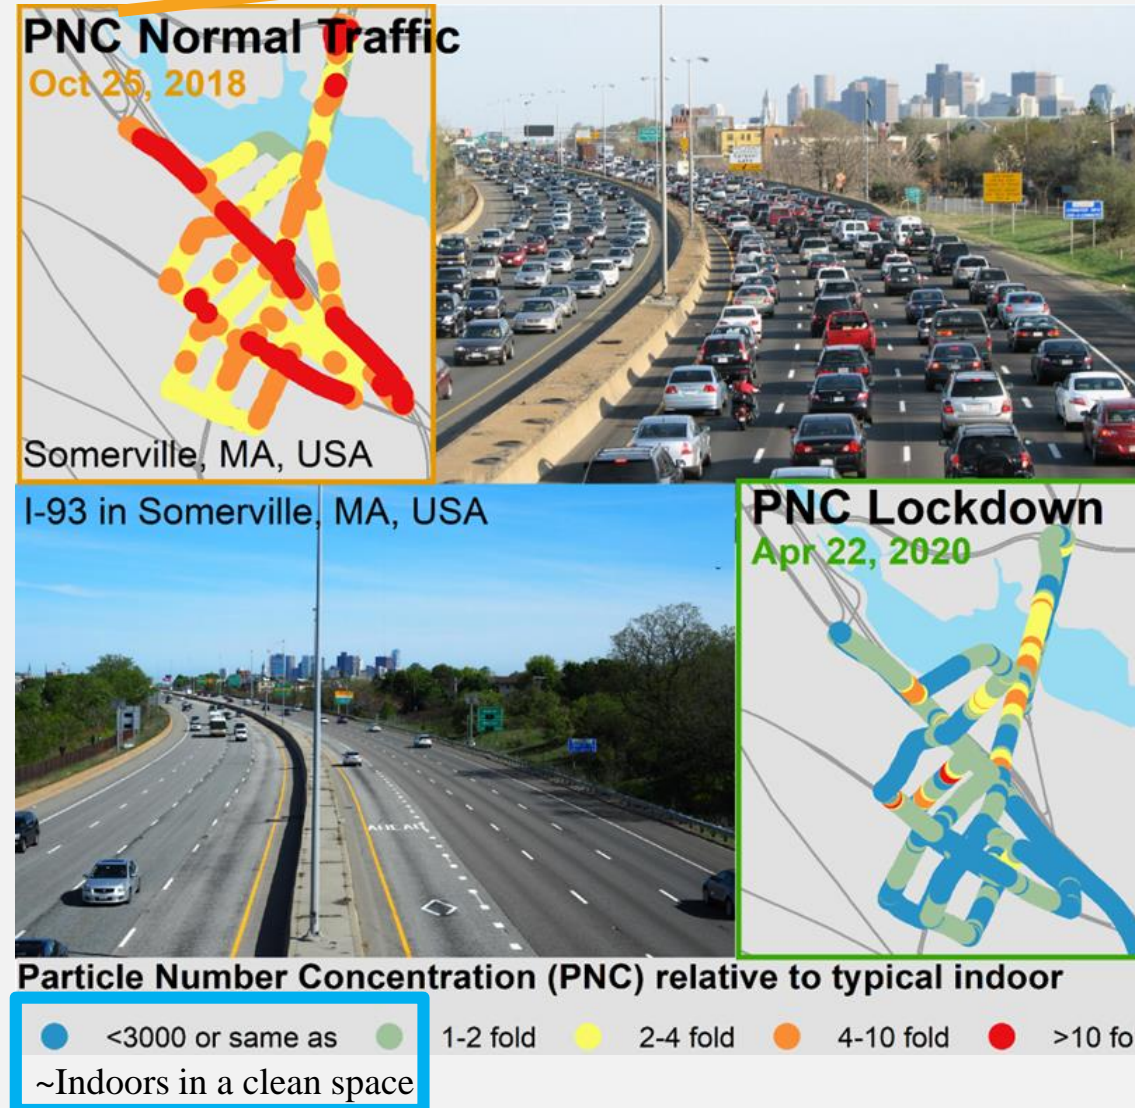 PNC Normal Traffic
Oct 25, 2018
Somerville, MA, USA
I-93 in Somerville, MA, USA
PNC Lockdown
Apr 22, 2020
Particle Number Concentration (PNC) relative to typical indoor
<3000 or same as 1-2 fold 2-4 fold 4-10 fold >10 fo
~Indoors in a clean space